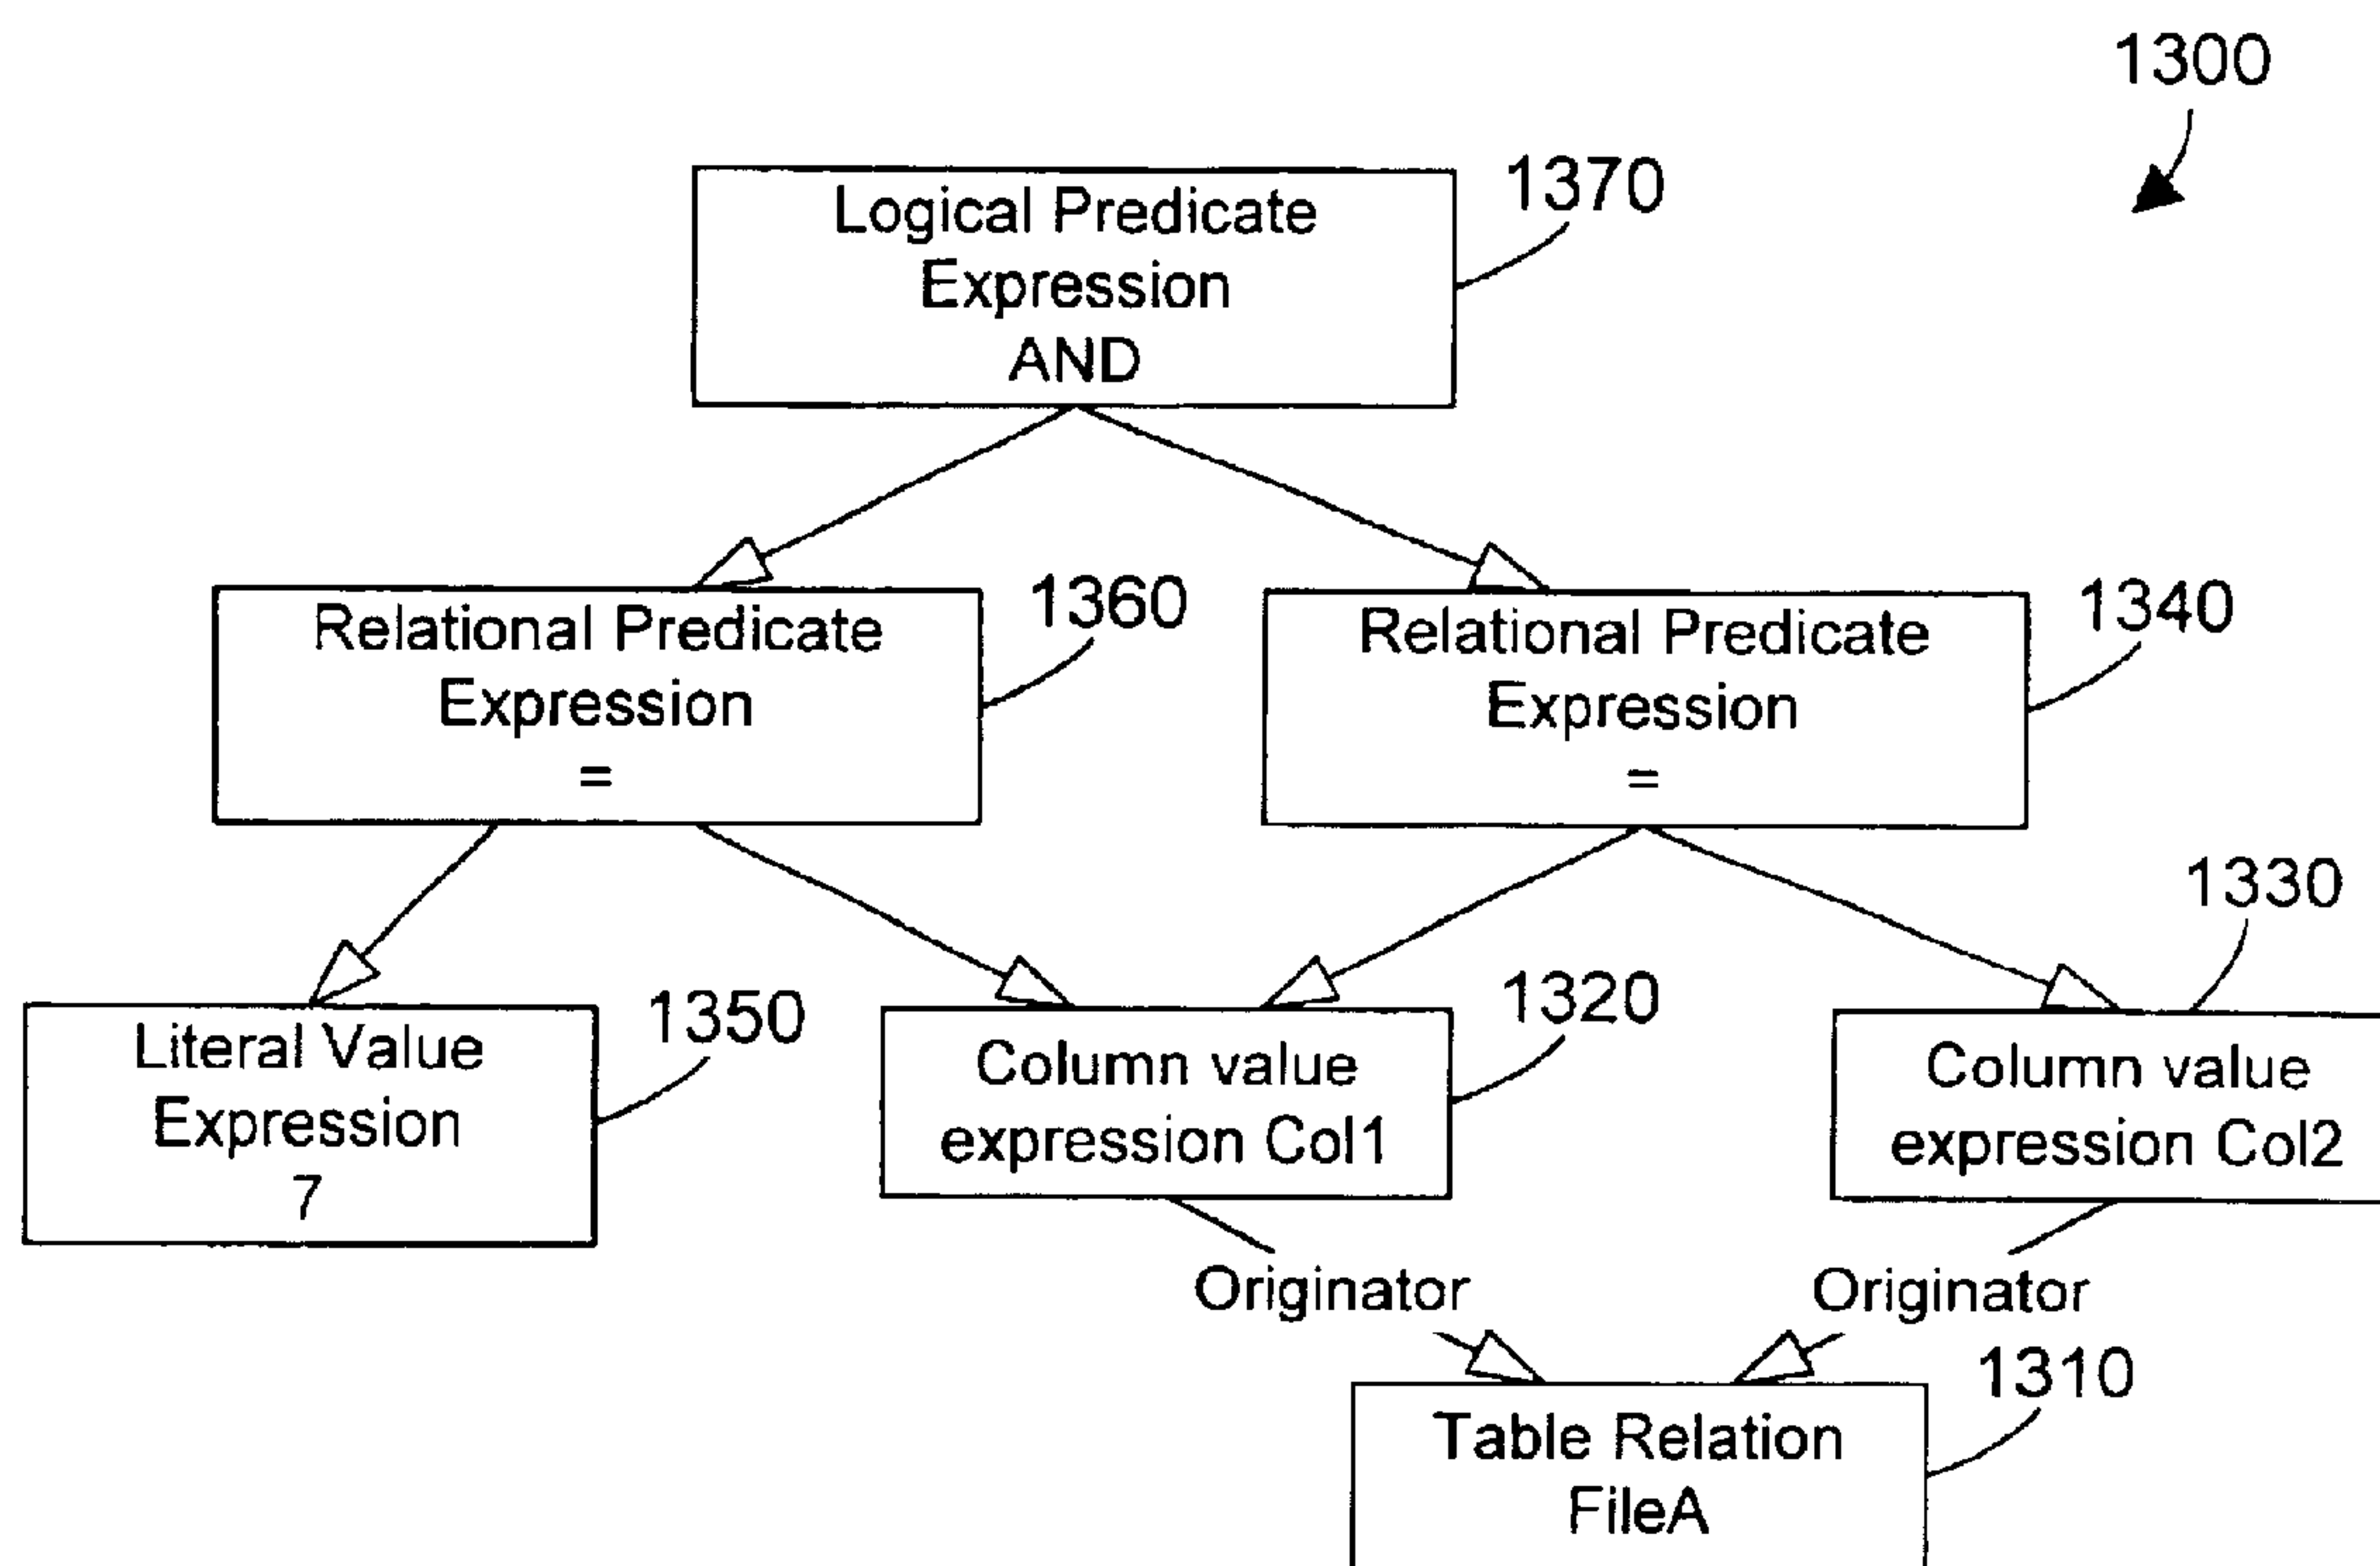 1300
Logical Predicate
Expression
AND
1370
Relational Predicate
Expression
=
1360
Relational Predicate
Expression
=
1340
Literal Value
Expression
7
1350
Column value
expression Col1
1320
Column value
expression Col2
1330
Originator
Originator
Table Relation
FileA
1310